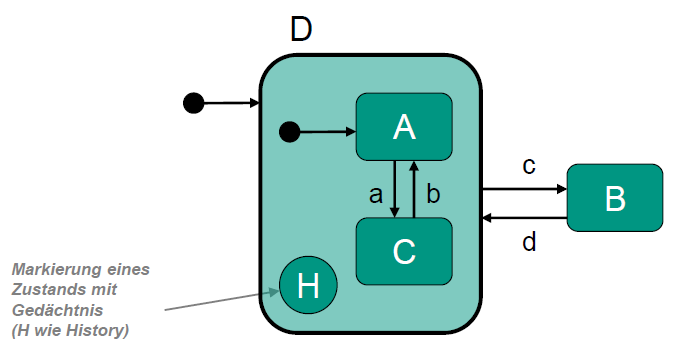 D
A
c
a
b
B
d
C
H
Markierung eines
Zustands mit
Gedächtnis
(H wie History)